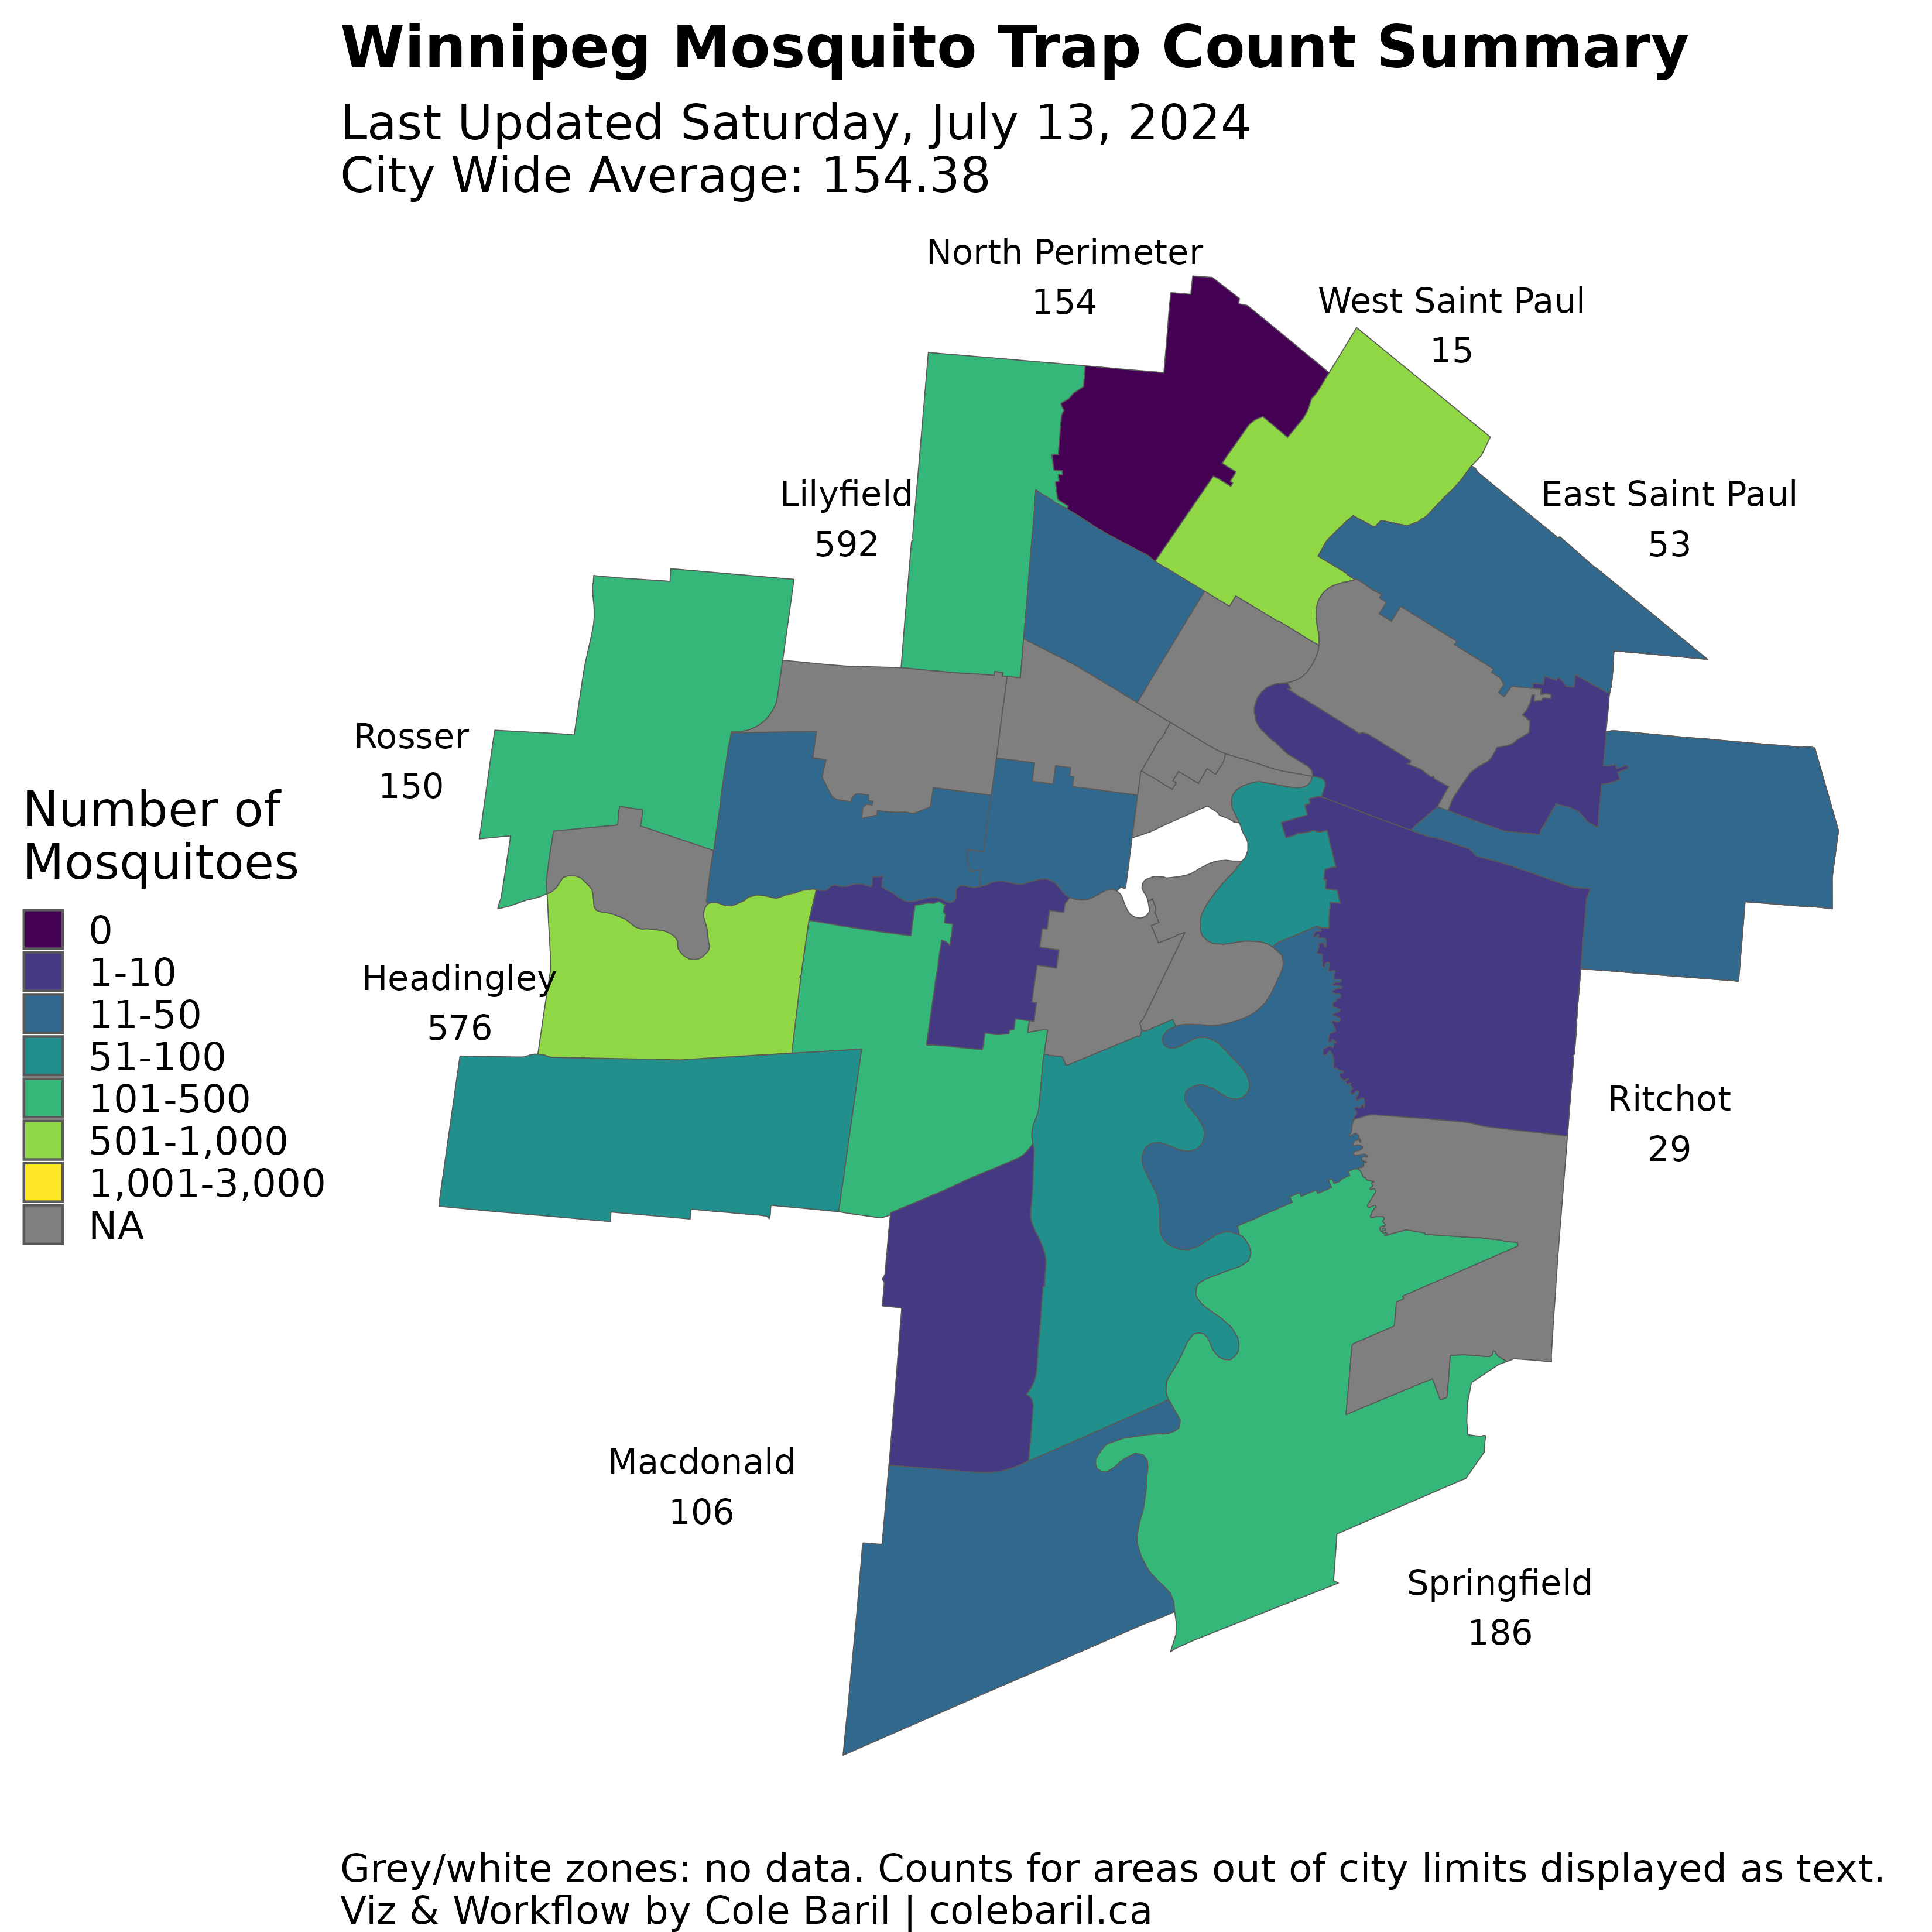 Winnipeg Mosquito Trap Count Summary
Last Updated Saturday, July 13, 2024
City Wide Average: 154.38
North Perimeter
154
West Saint Paul
15
Lilyfield
592
East Saint Paul
53
Rosser
150
Number of
Mosquitoes
0
1-10
11-50
51-100
101-500
501-1,000
1,001-3,000
NA
Headingley
576
Ritchot
29
Macdonald
106
Springfield
186
Grey/white zones: no data. Counts for areas out of city limits displayed as text.
Viz & Workflow by Cole Baril | colebaril.ca